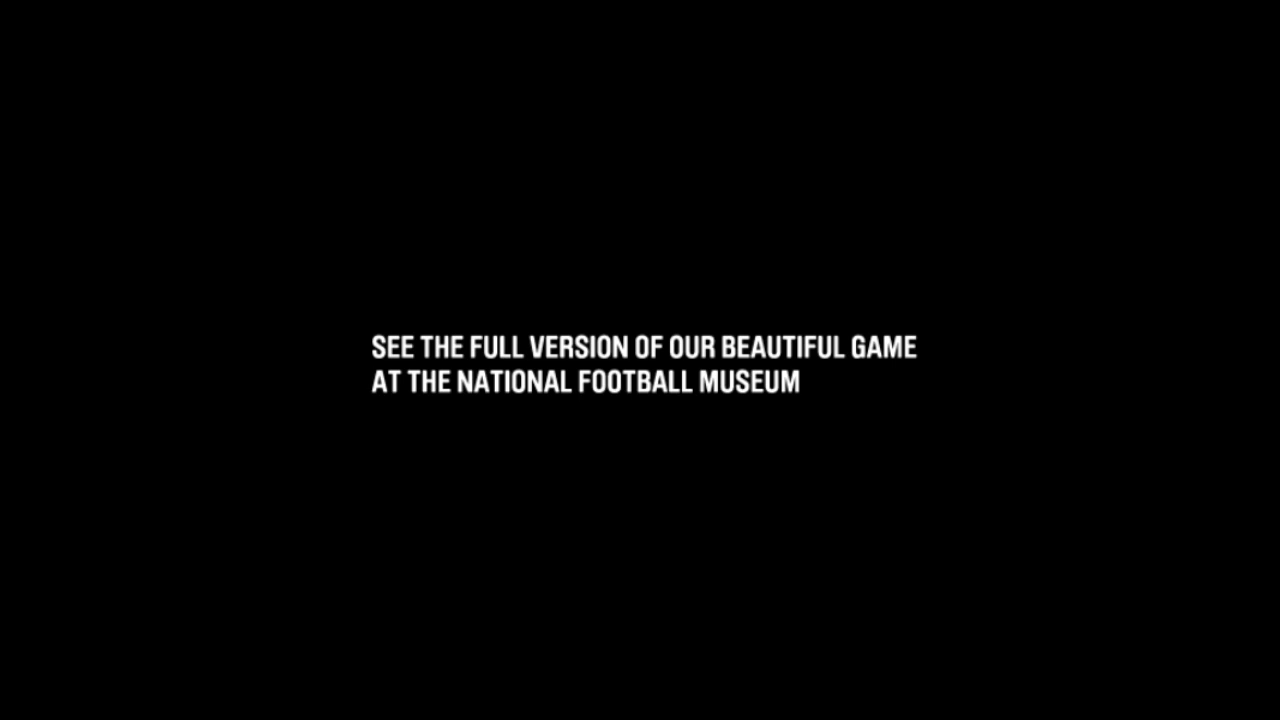 SEE THE FULL VERSION OF OUR BEAUTIFUL GAME
AT THE NATIONAL FOOTBALL MUSEUM